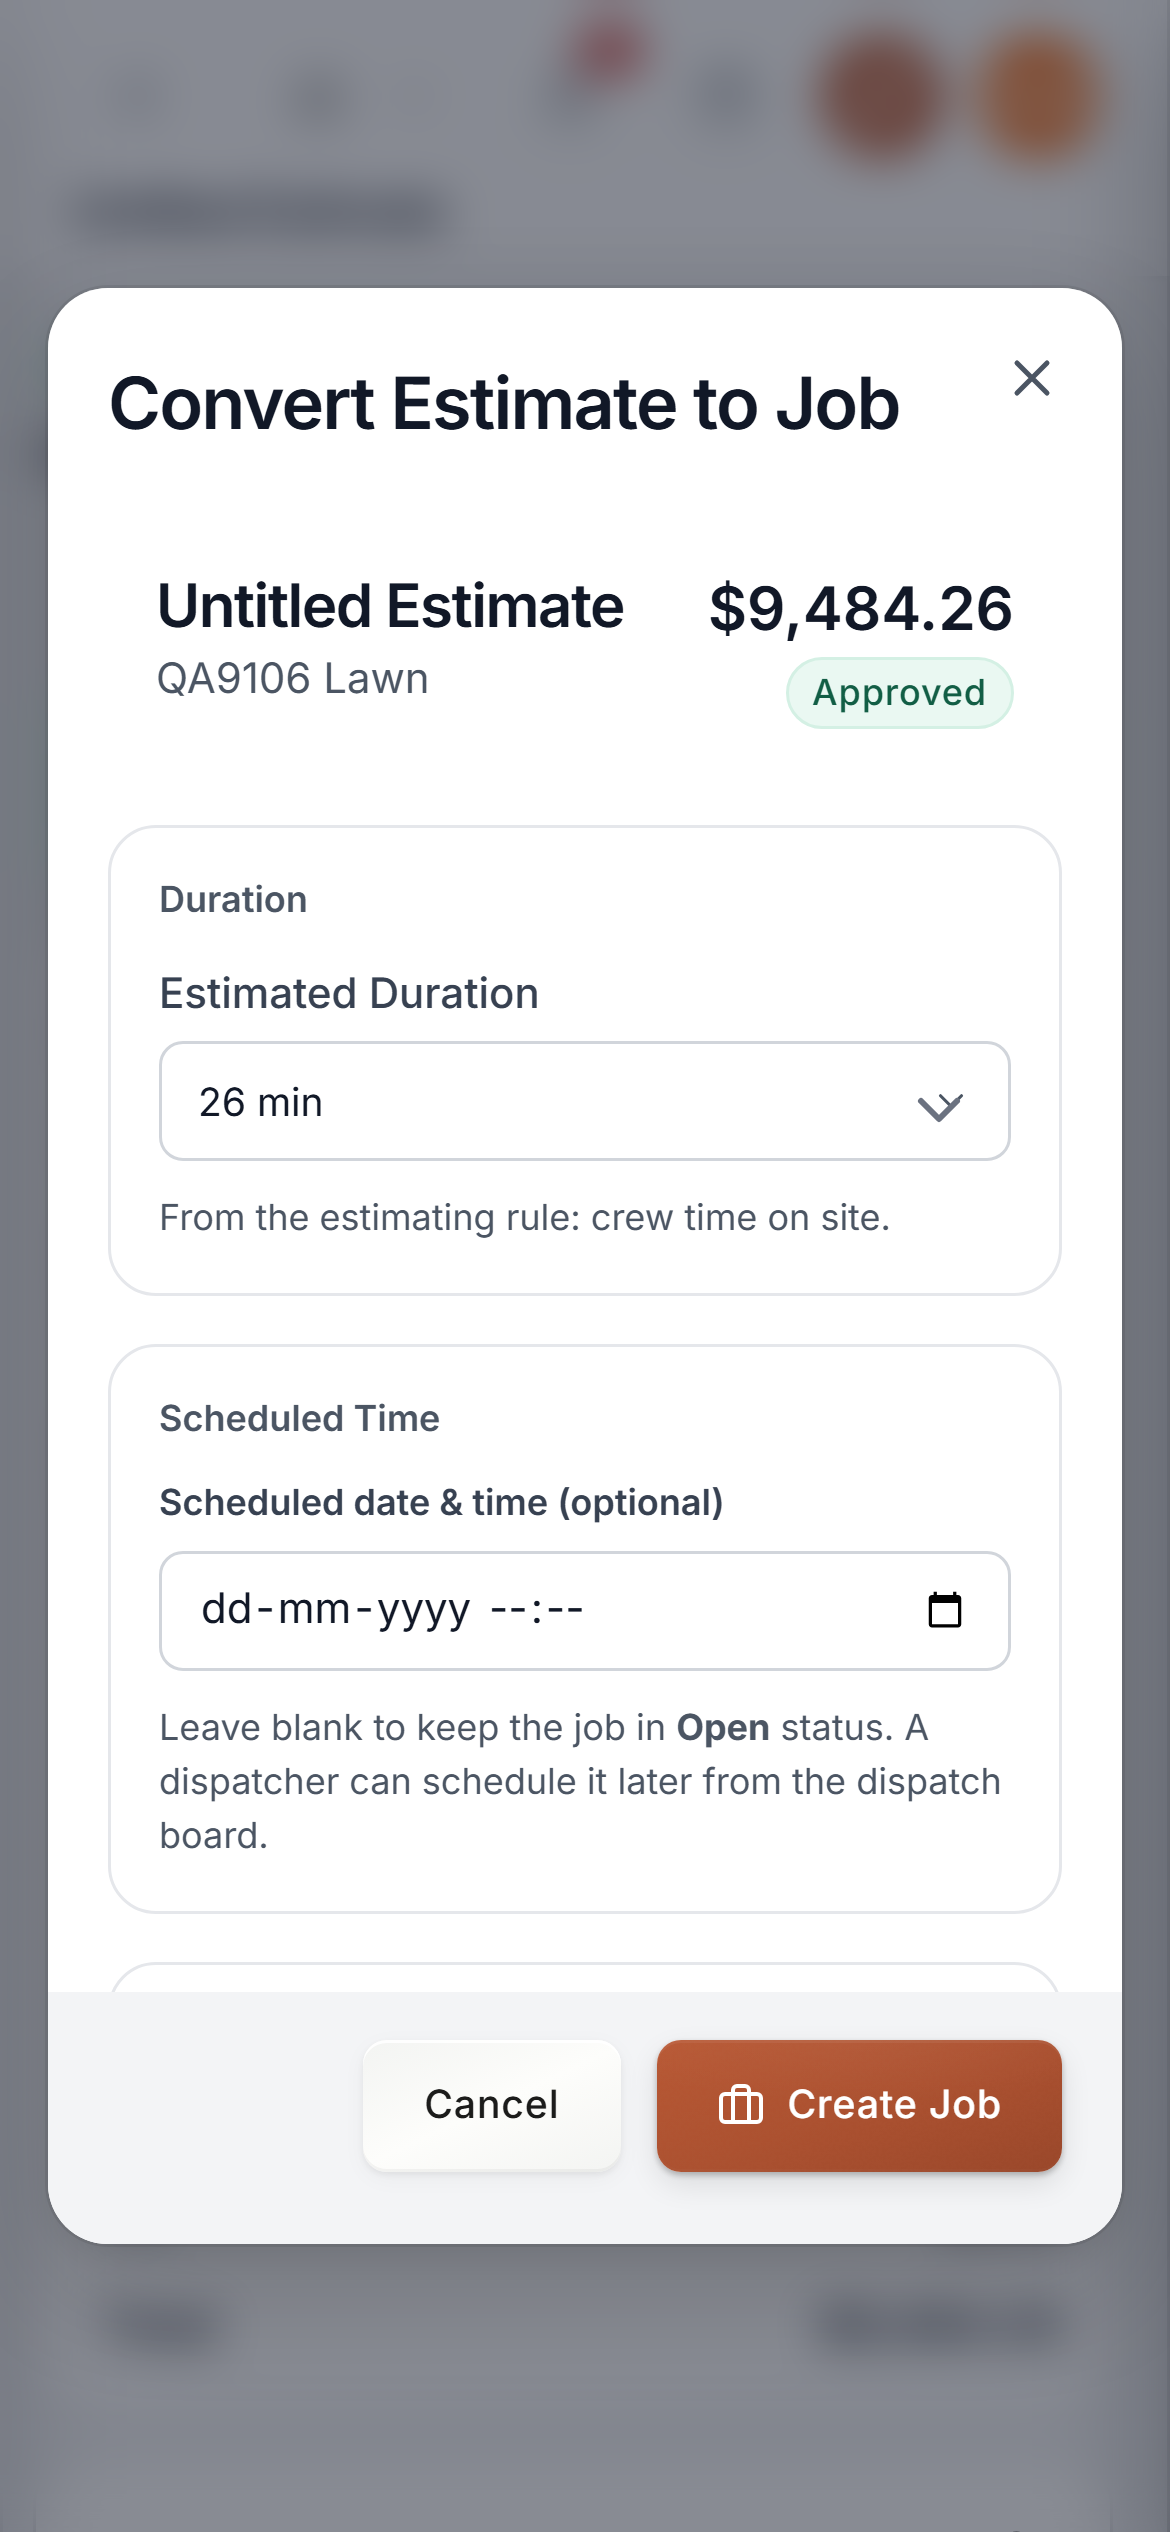 Convert Estimate to Job
Untitled Estimate
$9,484.26
QA9106 Lawn
Approved
Duration
Estimated Duration
26 min
From the estimating rule: crew time on site.
Scheduled Time
Scheduled date & time (optional)
dd-mm-yyyy --:--
Leave blank to keep the job in Open status. A
dispatcher can schedule it later from the dispatch
board.
Cancel
Create Job